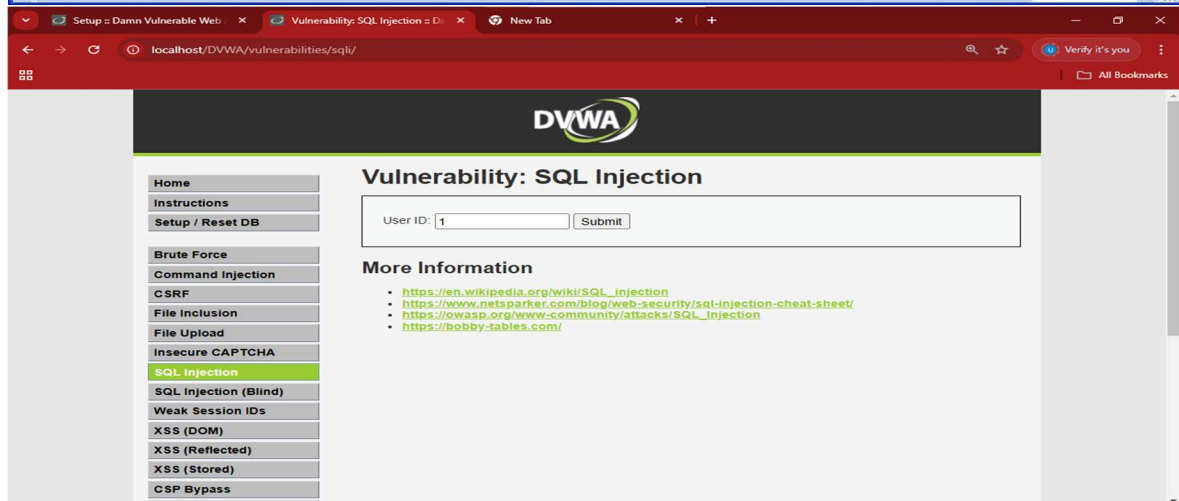 Setup :: Damn Vulnerable Web
Vulnerability: SQL Injection :: Da
New Tab
localhost/DVWA/vulnerabilities/sqli/
Verify it's you
All Bookmarks
DVWA
Home
Instructions
Setup / Reset DB
Brute Force
Command Injection
CSRF
File Inclusion
File Upload
Insecure CAPTCHA
SQL Injection
SQL Injection (Blind)
Weak Session IDs
XSS (DOM)
XSS (Reflected)
XSS (Stored)
CSP Bypass
Vulnerability: SQL Injection
User ID: 1 Submit
More Information
• https://en.wikipedia.org/wiki/SQL_injection
• https://www.netsparker.com/blog/web-security/sql-injection-cheat-sheet/
• https://owasp.org/www-community/attacks/SQL_Injection
• https://bobby-tables.com/